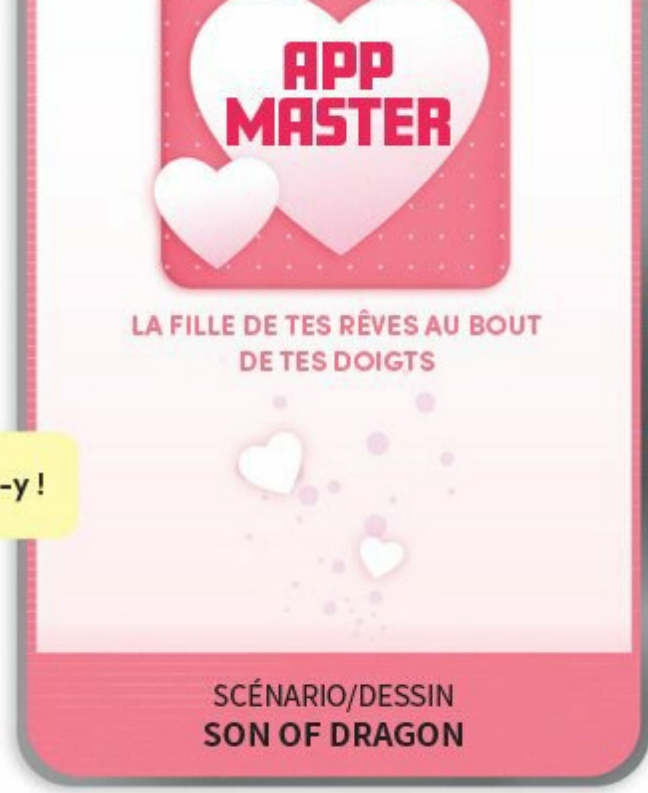 APP
MASTER
LA FILLE DE TES RÊVES AU BOUT
DE TES DOIGTS
-y !
SCÉNARIO/DESSIN
SON OF DRAGON